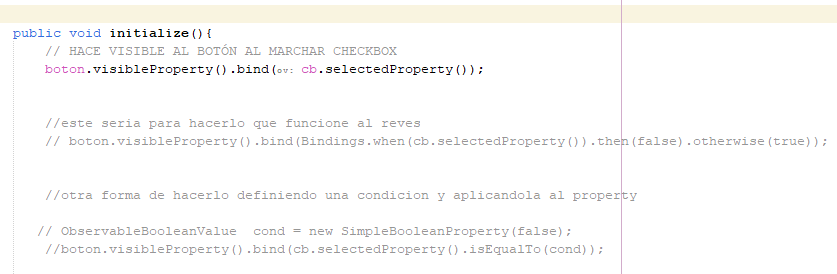 public void initialize(){
// HACE VISIBLE AL BOTÓN AL MARCHAR CHECKBOX
boton.visibleProperty().bind(ov: cb.selectedProperty());
//este seria para hacerlo que funcione al reves
// boton.visibleProperty().bind(Bindings.when(cb.selectedProperty()).then(false).otherwise(true));
//otra forma de hacerlo definiendo una condicion y aplicandola al property
// ObservableBooleanValue  cond = new SimpleBooleanProperty(false);
//boton.visibleProperty().bind(cb.selectedProperty().isEqualTo(cond));